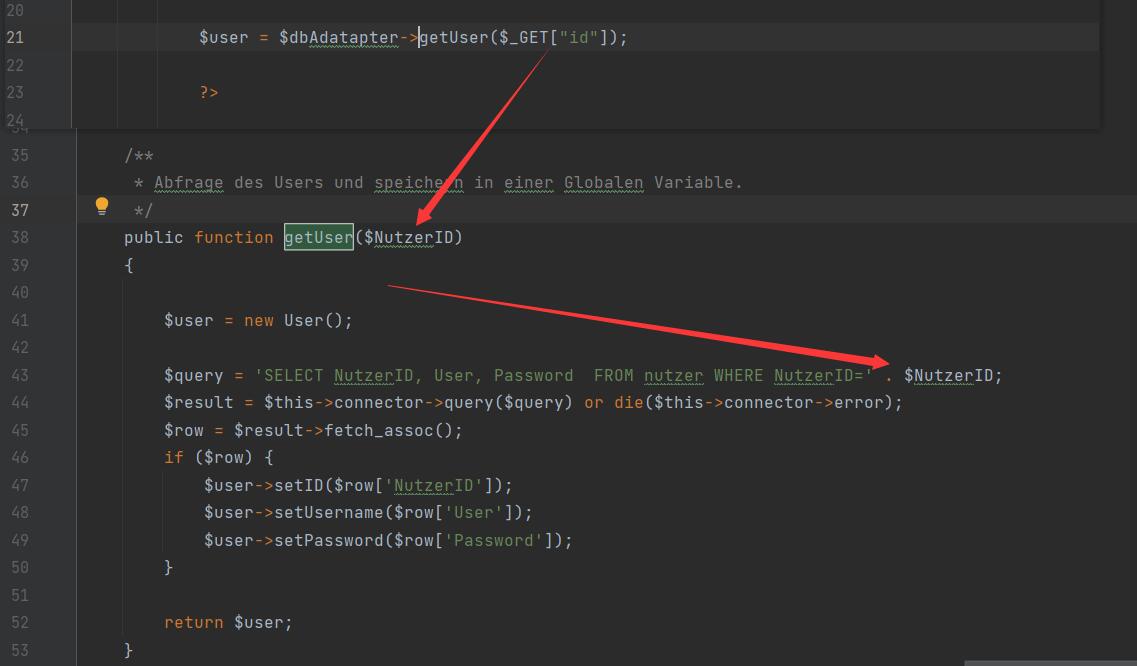 20
21 $user = $dbAdatapter->getUser($_GET["id"]);
22
23 ?>
24
34
35 /**
36 * Abfrage des Users und speichern in einer Globalen Variable.
37 */
38 public function getUser($NutzerID)
39 {
40
41 $user = new User();
42
43 $query = 'SELECT NutzerID, User, Password  FROM nutzer WHERE NutzerID=' . $NutzerID;
44 $result = $this->connector->query($query) or die($this->connector->error);
45 $row = $result->fetch_assoc();
46 if ($row) {
47 $user->setID($row['NutzerID']);
48 $user->setUsername($row['User']);
49 $user->setPassword($row['Password']);
50 }
51
52 return $user;
53 }